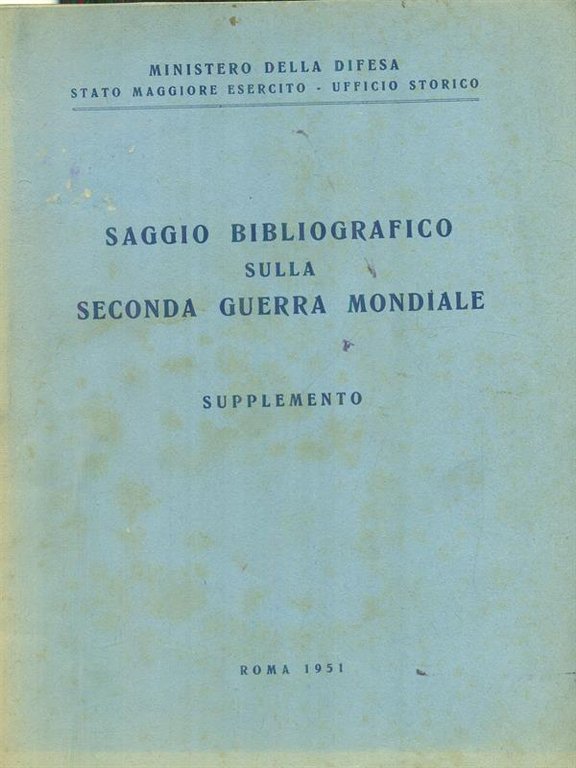 MINISTERO DELLA DIFESA
STATO MAGGIORE ESERCITO - UFFICIO STORICO
SAGGIO BIBLIOGRAFICO
SULLA
SECONDA GUERRA MONDIALE
SUPPLEMENTO
ROMA 1951